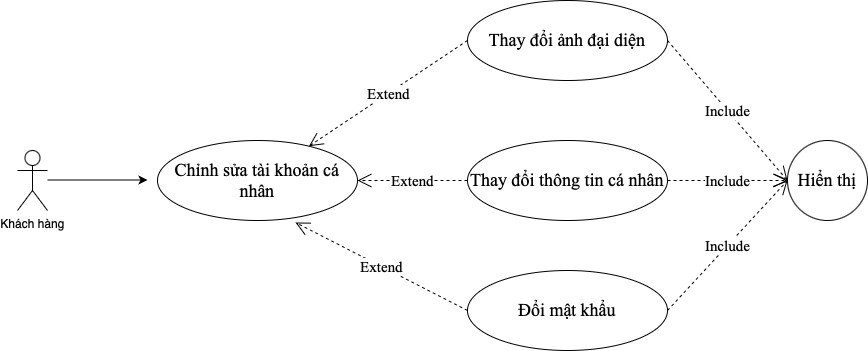 Thay đổi ảnh đại diện
Extend
Include
Chỉnh sửa tài khoản cá
nhân
Extend
Thay đổi thông tin cá nhân
Include
Hiển thị
Khách hàng
Include
Extend
Đổi mật khẩu